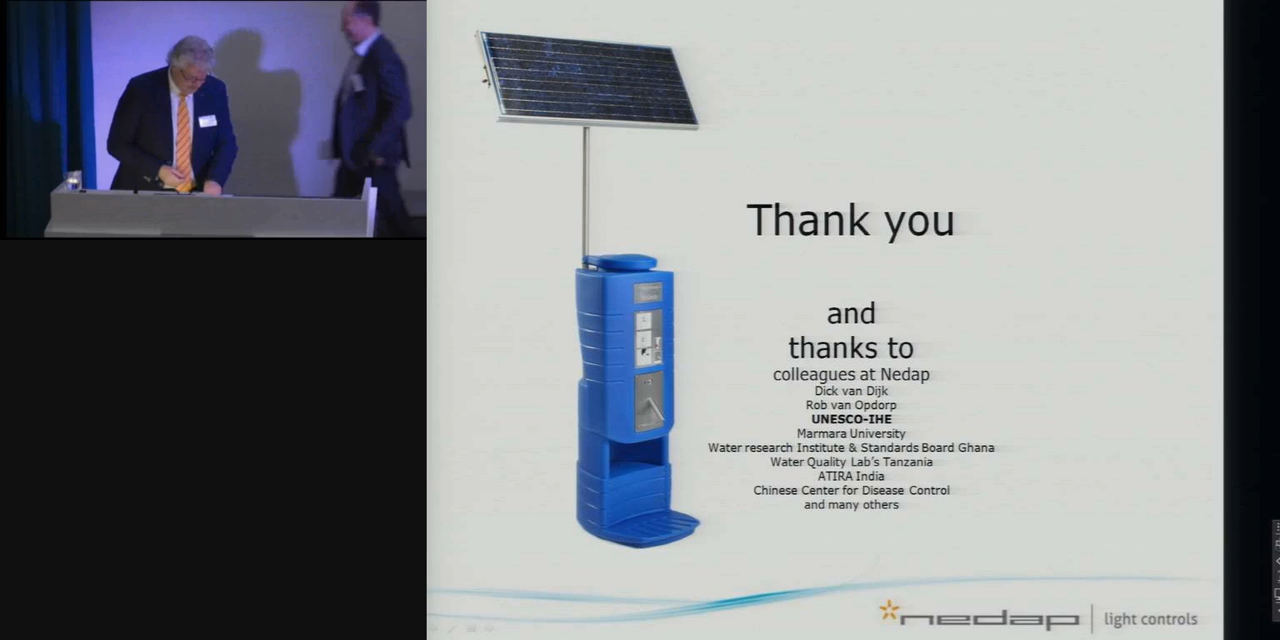 Thank you
and
thanks to
colleagues at Nedap
Dick van Dijk
Rob van Opdorp
UNESCO-IHE
Marmara University
Water research Institute & Standards Board Ghana
Water Quality Lab's Tanzania
ATIRA India
Chinese Center for Disease Control
and many others
nedap light controls